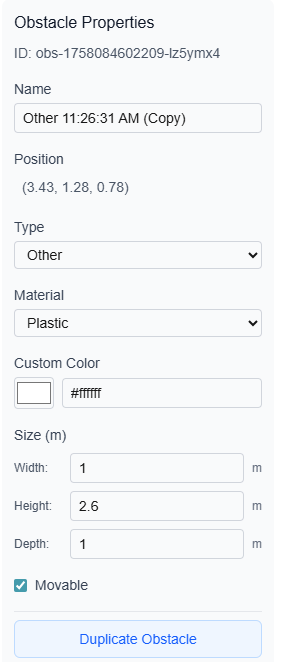 Obstacle Properties
ID: obs-1758084602209-lz5ymx4
Name
Other 11:26:31 AM (Copy)
Position
(3.43, 1.28, 0.78)
Type
Other
Material
Plastic
Custom Color
#ffffff
Size (m)
Width: 1 m
Height: 2.6 m
Depth: 1 m
Movable
Duplicate Obstacle